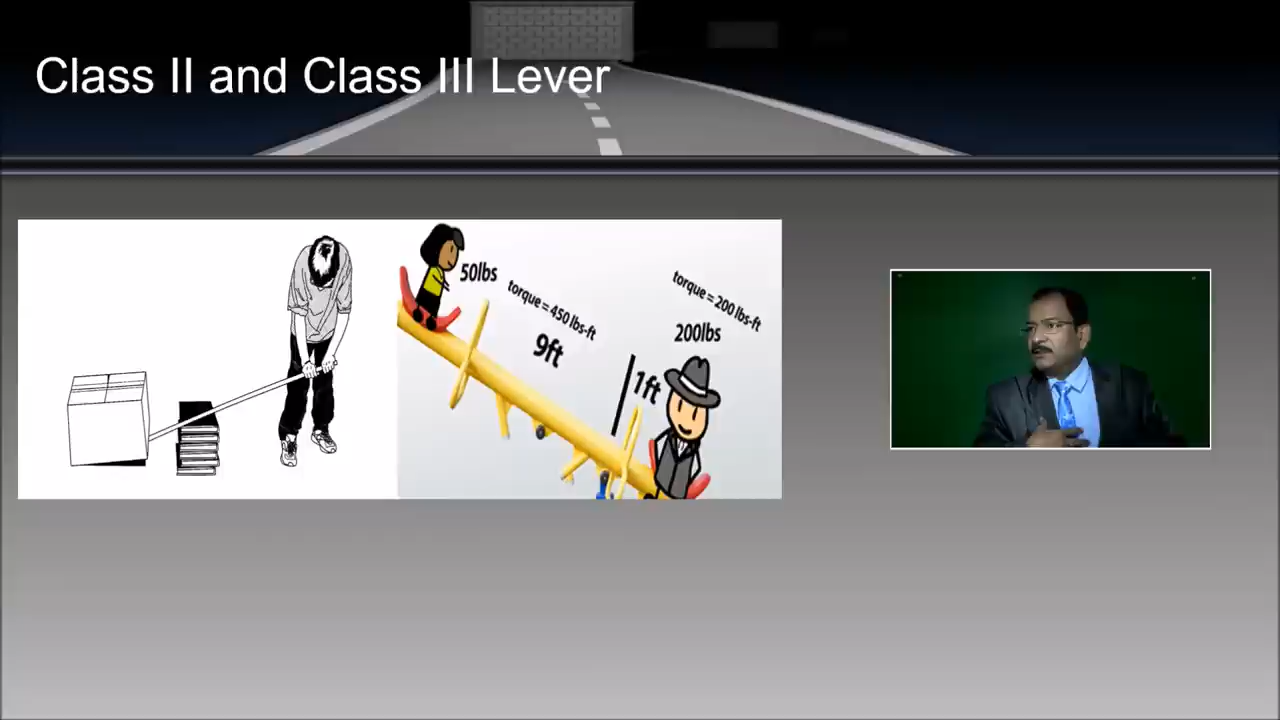 Class II and Class III Lever
50lbs
torque = 450 lbs-ft
9ft
torque = 200 lbs-ft
200lbs
1ft